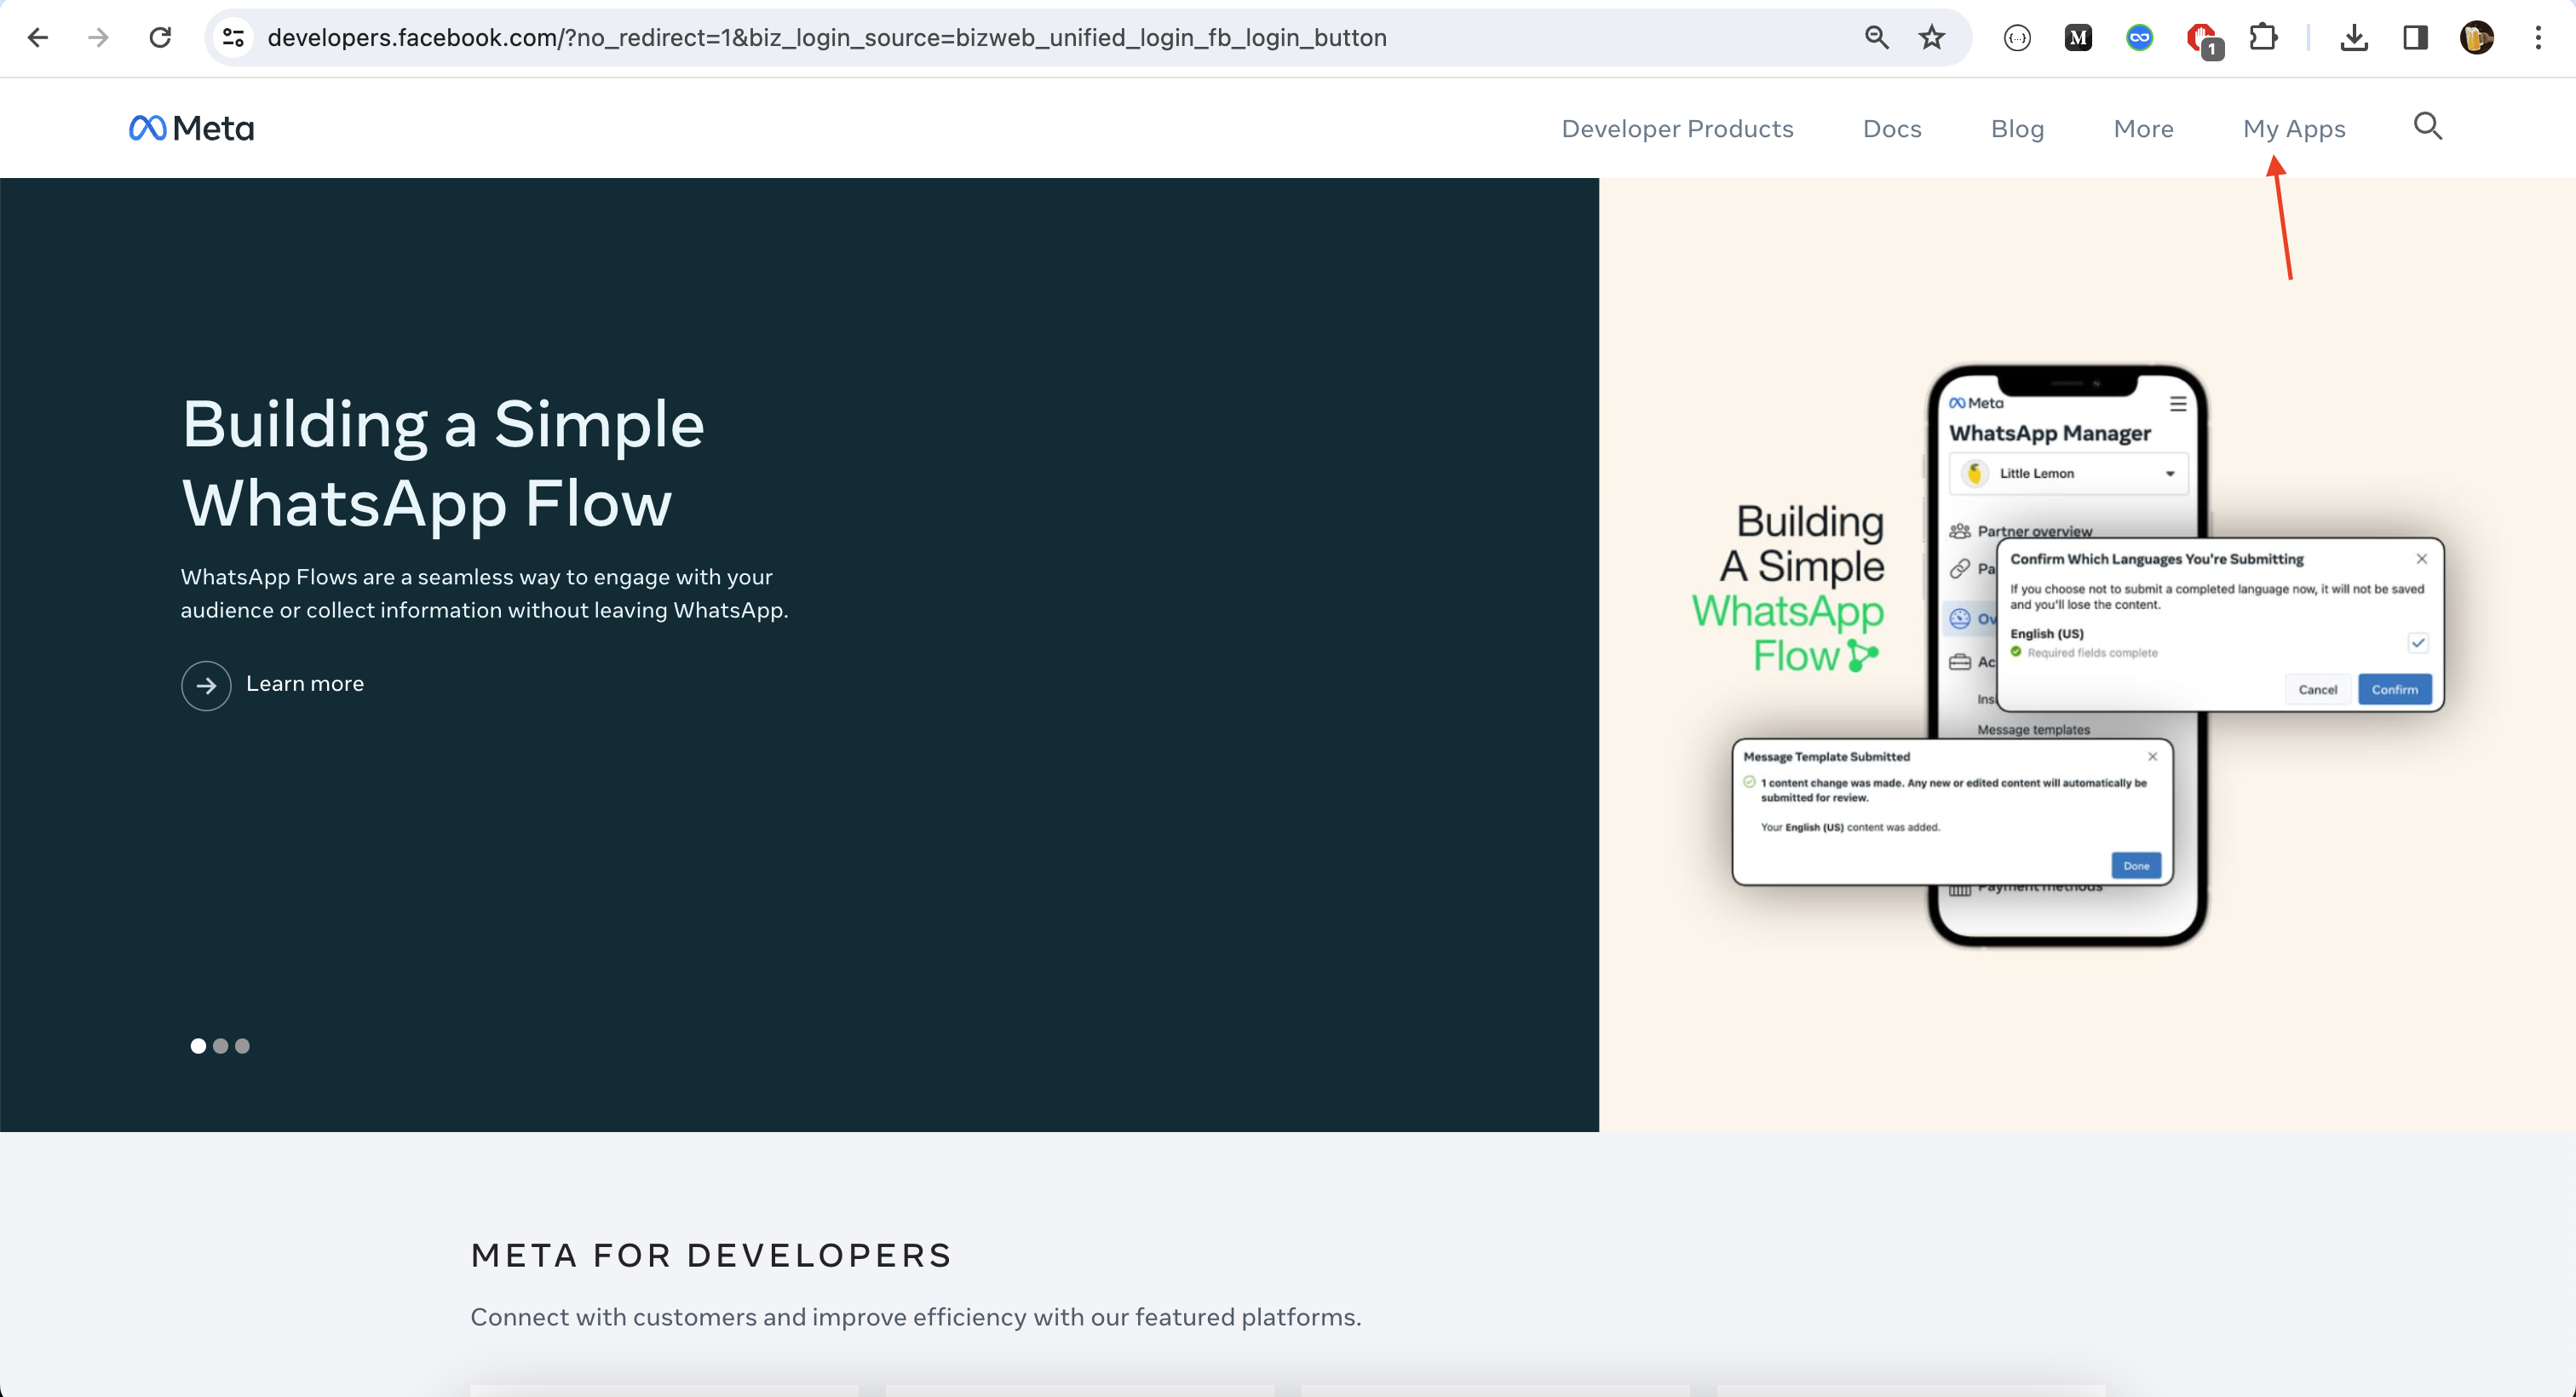 developers.facebook.com/?no_redirect=1&biz_login_source=bizweb_unified_login_fb_login_button
M
1
Meta
Developer Products
Docs
Blog
More
My Apps
Building a Simple
WhatsApp Flow
WhatsApp Flows are a seamless way to engage with your
audience or collect information without leaving WhatsApp.
Learn more
Building
A Simple
WhatsApp
Flow
Meta
WhatsApp Manager
Little Lemon
Partner overview
Pa
Ov
Ac
Ins
Message templates
Confirm Which Languages You're Submitting
If you choose not to submit a completed language now, it will not be saved
and you'll lose the content.
English (US)
Required fields complete
Cancel
Confirm
Message Template Submitted
1 content change was made. Any new or edited content will automatically be
submitted for review.
Your English (US) content was added.
Done
Payment methods
META FOR DEVELOPERS
Connect with customers and improve efficiency with our featured platforms.